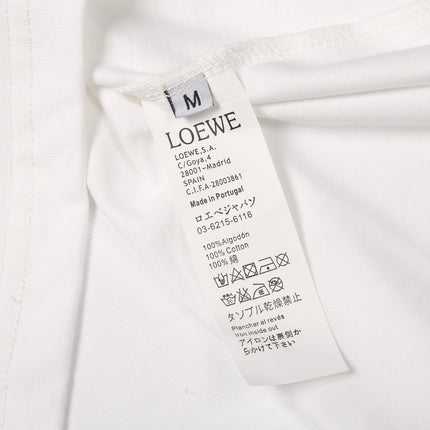 M
LOEWE
LOEWE,S.A.
C/Goya,4
28001-Madrid
SPAIN
C.I.F.A-28003861
Made in Portugal
ロエベジャパン
03-6215-6116
100%Algodón
100% Cotton
100% 綿
タンブル乾燥禁止
Planchar al revés
Iron inside out
アイロンは裏側か
らかけて下さい